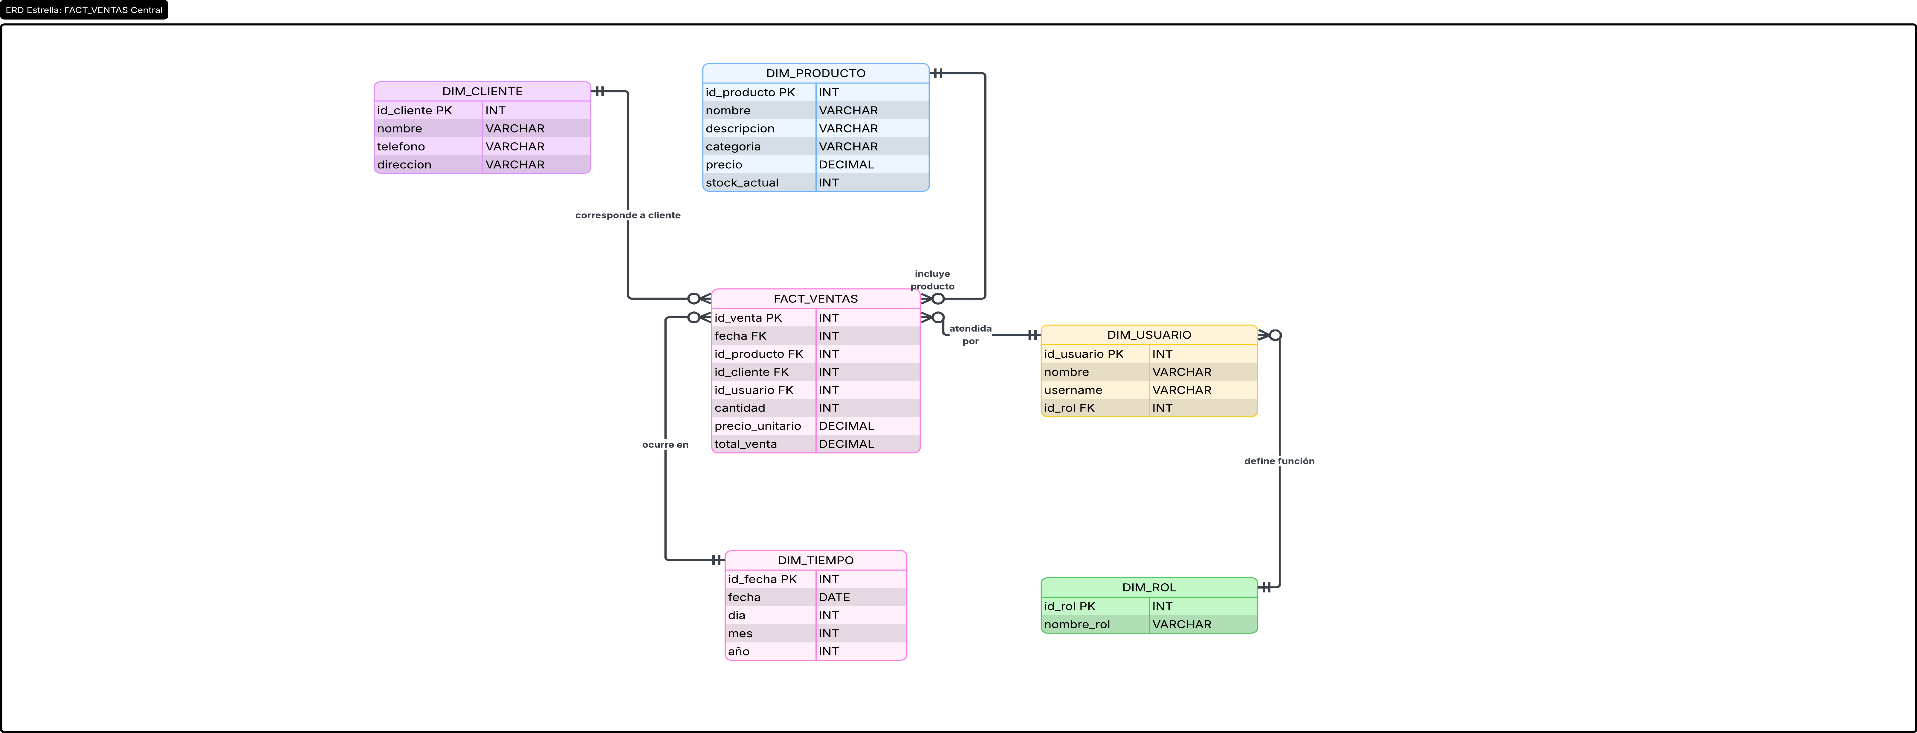 ERD Estrella: FACT_VENTAS Central
DIM_CLIENTE
id_cliente PK INT
nombre VARCHAR
telefono VARCHAR
direccion VARCHAR
DIM_PRODUCTO
id_producto PK INT
nombre VARCHAR
descripcion VARCHAR
categoria VARCHAR
precio DECIMAL
stock_actual INT
corresponde a cliente
incluye
producto
FACT_VENTAS
id_venta PK INT
fecha FK INT
id_producto FK INT
id_cliente FK INT
id_usuario FK INT
cantidad INT
precio_unitario DECIMAL
total_venta DECIMAL
atendida
por
DIM_USUARIO
id_usuario PK INT
nombre VARCHAR
username VARCHAR
id_rol FK INT
ocurre en
define función
DIM_TIEMPO
id_fecha PK INT
fecha DATE
dia INT
mes INT
año INT
DIM_ROL
id_rol PK INT
nombre_rol VARCHAR